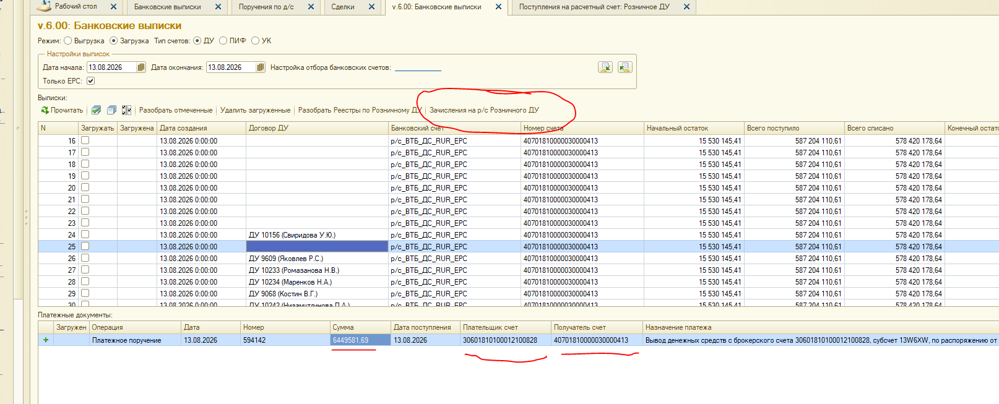 Рабочий стол Банковские выписки Поручения по д/с Сделки v.6.00: Банковские выписки Поступления на расчетный счет: Розничное ДУ
v.6.00: Банковские выписки
Режим: Выгрузка Загрузка Тип счетов: ДУ ПИФ УК
Настройки выписок
Дата начала: 13.08.2026 Дата окончания: 13.08.2026 Настройка отбора банковских счетов:
Только ЕРС:
Выписки:
Прочитать Разобрать отмеченные Удалить загруженные Разобрать Реестры по Розничному ДУ Зачисления на р/с Розничного ДУ
N Загружать Загружена Дата создания Договор ДУ Банковский счет Номер счета Начальный остаток Всего поступило Всего списано Конечный остато
16 13.08.2026 0:00:00 р/с_ВТБ_ДС_RUR_ЕРС 40701810000030000413 15 530 145,41 587 204 110,61 578 420 178,64
17 13.08.2026 0:00:00 р/с_ВТБ_ДС_RUR_ЕРС 40701810000030000413 15 530 145,41 587 204 110,61 578 420 178,64
18 13.08.2026 0:00:00 р/с_ВТБ_ДС_RUR_ЕРС 40701810000030000413 15 530 145,41 587 204 110,61 578 420 178,64
19 13.08.2026 0:00:00 р/с_ВТБ_ДС_RUR_ЕРС 40701810000030000413 15 530 145,41 587 204 110,61 578 420 178,64
20 13.08.2026 0:00:00 р/с_ВТБ_ДС_RUR_ЕРС 40701810000030000413 15 530 145,41 587 204 110,61 578 420 178,64
21 13.08.2026 0:00:00 р/с_ВТБ_ДС_RUR_ЕРС 40701810000030000413 15 530 145,41 587 204 110,61 578 420 178,64
22 13.08.2026 0:00:00 р/с_ВТБ_ДС_RUR_ЕРС 40701810000030000413 15 530 145,41 587 204 110,61 578 420 178,64
23 13.08.2026 0:00:00 р/с_ВТБ_ДС_RUR_ЕРС 40701810000030000413 15 530 145,41 587 204 110,61 578 420 178,64
24 13.08.2026 0:00:00 ДУ 10156 (Свиридова У.Ю.) р/с_ВТБ_ДС_RUR_ЕРС 40701810000030000413 15 530 145,41 587 204 110,61 578 420 178,64
25 13.08.2026 0:00:00 р/с_ВТБ_ДС_RUR_ЕРС 40701810000030000413 15 530 145,41 587 204 110,61 578 420 178,64
26 13.08.2026 0:00:00 ДУ 9609 (Яковлев Р.С.) р/с_ВТБ_ДС_RUR_ЕРС 40701810000030000413 15 530 145,41 587 204 110,61 578 420 178,64
27 13.08.2026 0:00:00 ДУ 10233 (Ромазанова Н.В.) р/с_ВТБ_ДС_RUR_ЕРС 40701810000030000413 15 530 145,41 587 204 110,61 578 420 178,64
28 13.08.2026 0:00:00 ДУ 10234 (Маренков Н.А.) р/с_ВТБ_ДС_RUR_ЕРС 40701810000030000413 15 530 145,41 587 204 110,61 578 420 178,64
29 13.08.2026 0:00:00 ДУ 9068 (Костин В.Г.) р/с_ВТБ_ДС_RUR_ЕРС 40701810000030000413 15 530 145,41 587 204 110,61 578 420 178,64
30 13.08.2026 0:00:00 ДУ 10242 р/с_ВТБ_ДС_RUR_ЕРС 40701810000030000413 15 530 145,41 587 204 110,61 578 420 178,64
Платежные документы:
Загружен Операция Дата Номер Сумма Дата поступления Плательщик счет Получатель счет Назначение платежа
Платежное поручение 13.08.2026 594142 6449581,69 13.08.2026 30601810100012100828 40701810000030000413 Вывод денежных средств с брокерского счета 30601810100012100828, субсчет 13W6XW, по распоряжению от